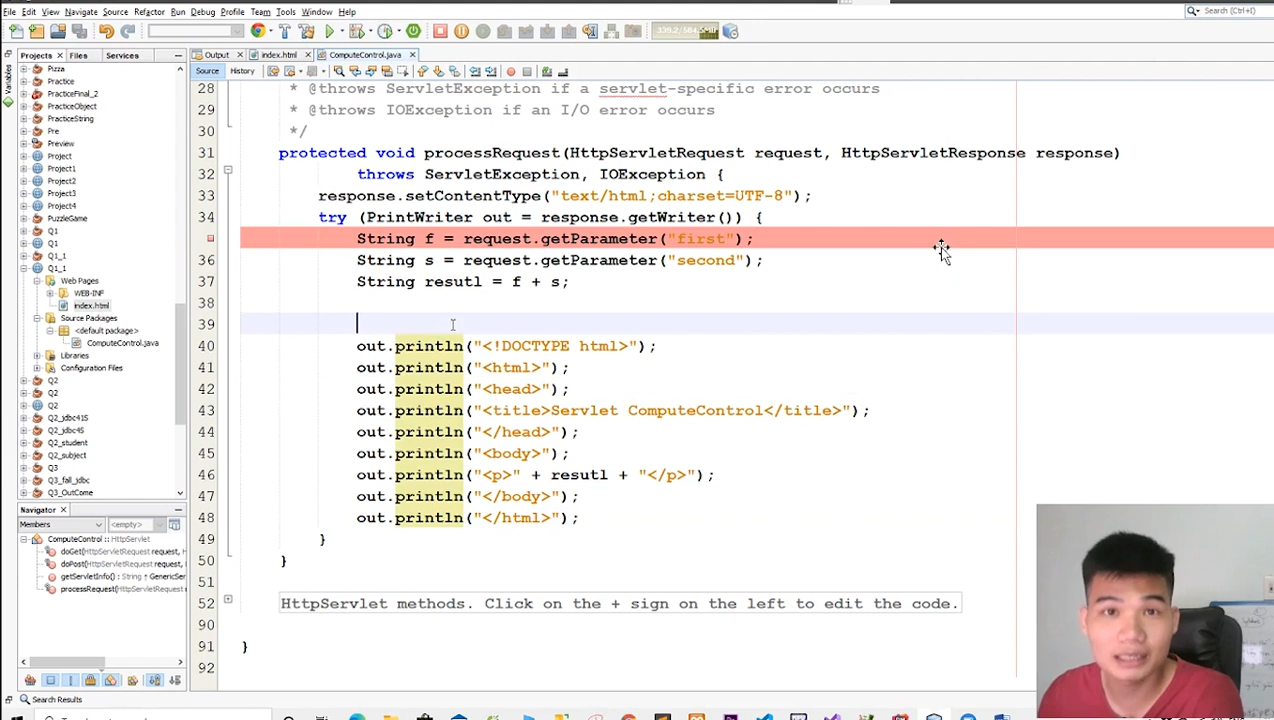 File Edit View Navigate Source Refactor Run Debug Profile Team Tools Window Help
Search (Ctrl+I)
Projects Files Services
Output index.html ComputeControl.java
Source History
Variables
Pizza
Practice
PracticeFinal_2
PracticeObject
PracticeString
Pre
Preview
Project
Project1
Project2
Project3
Project4
PuzzleGame
Q1
Q1
Q1_1
Q1_1
Web Pages
WEB-INF
index.html
Source Packages
<default package>
ComputeControl.java
Libraries
Configuration Files
Q2
Q2
Q2
Q2_jdbc41S
Q2_jdbc4S
Q2_student
Q2_subject
Q3
Q3_fall_jdbc
Q3_OutCome
Navigator
Members <empty>
ComputeControl :: HttpServlet
doGet(HttpServletRequest request,
doPost(HttpServletRequest request,
getServletInfo() : String
processRequest(HttpServletRequest
Search Results
28 * @throws ServletException if a servlet-specific error occurs
29 * @throws IOException if an I/O error occurs
30 */
31 protected void processRequest(HttpServletRequest request, HttpServletResponse response)
32 throws ServletException, IOException {
33 response.setContentType("text/html;charset=UTF-8");
34 try (PrintWriter out = response.getWriter()) {
String f = request.getParameter("first");
36 String s = request.getParameter("second");
37 String resutl = f + s;
38
39
40 out.println("<!DOCTYPE html>");
41 out.println("<html>");
42 out.println("<head>");
43 out.println("<title>Servlet ComputeControl</title>");
44 out.println("</head>");
45 out.println("<body>");
46 out.println("<p>" + resutl + "</p>");
47 out.println("</body>");
48 out.println("</html>");
49 }
50 }
51
52 HttpServlet methods. Click on the + sign on the left to edit the code.
90
91 }
92